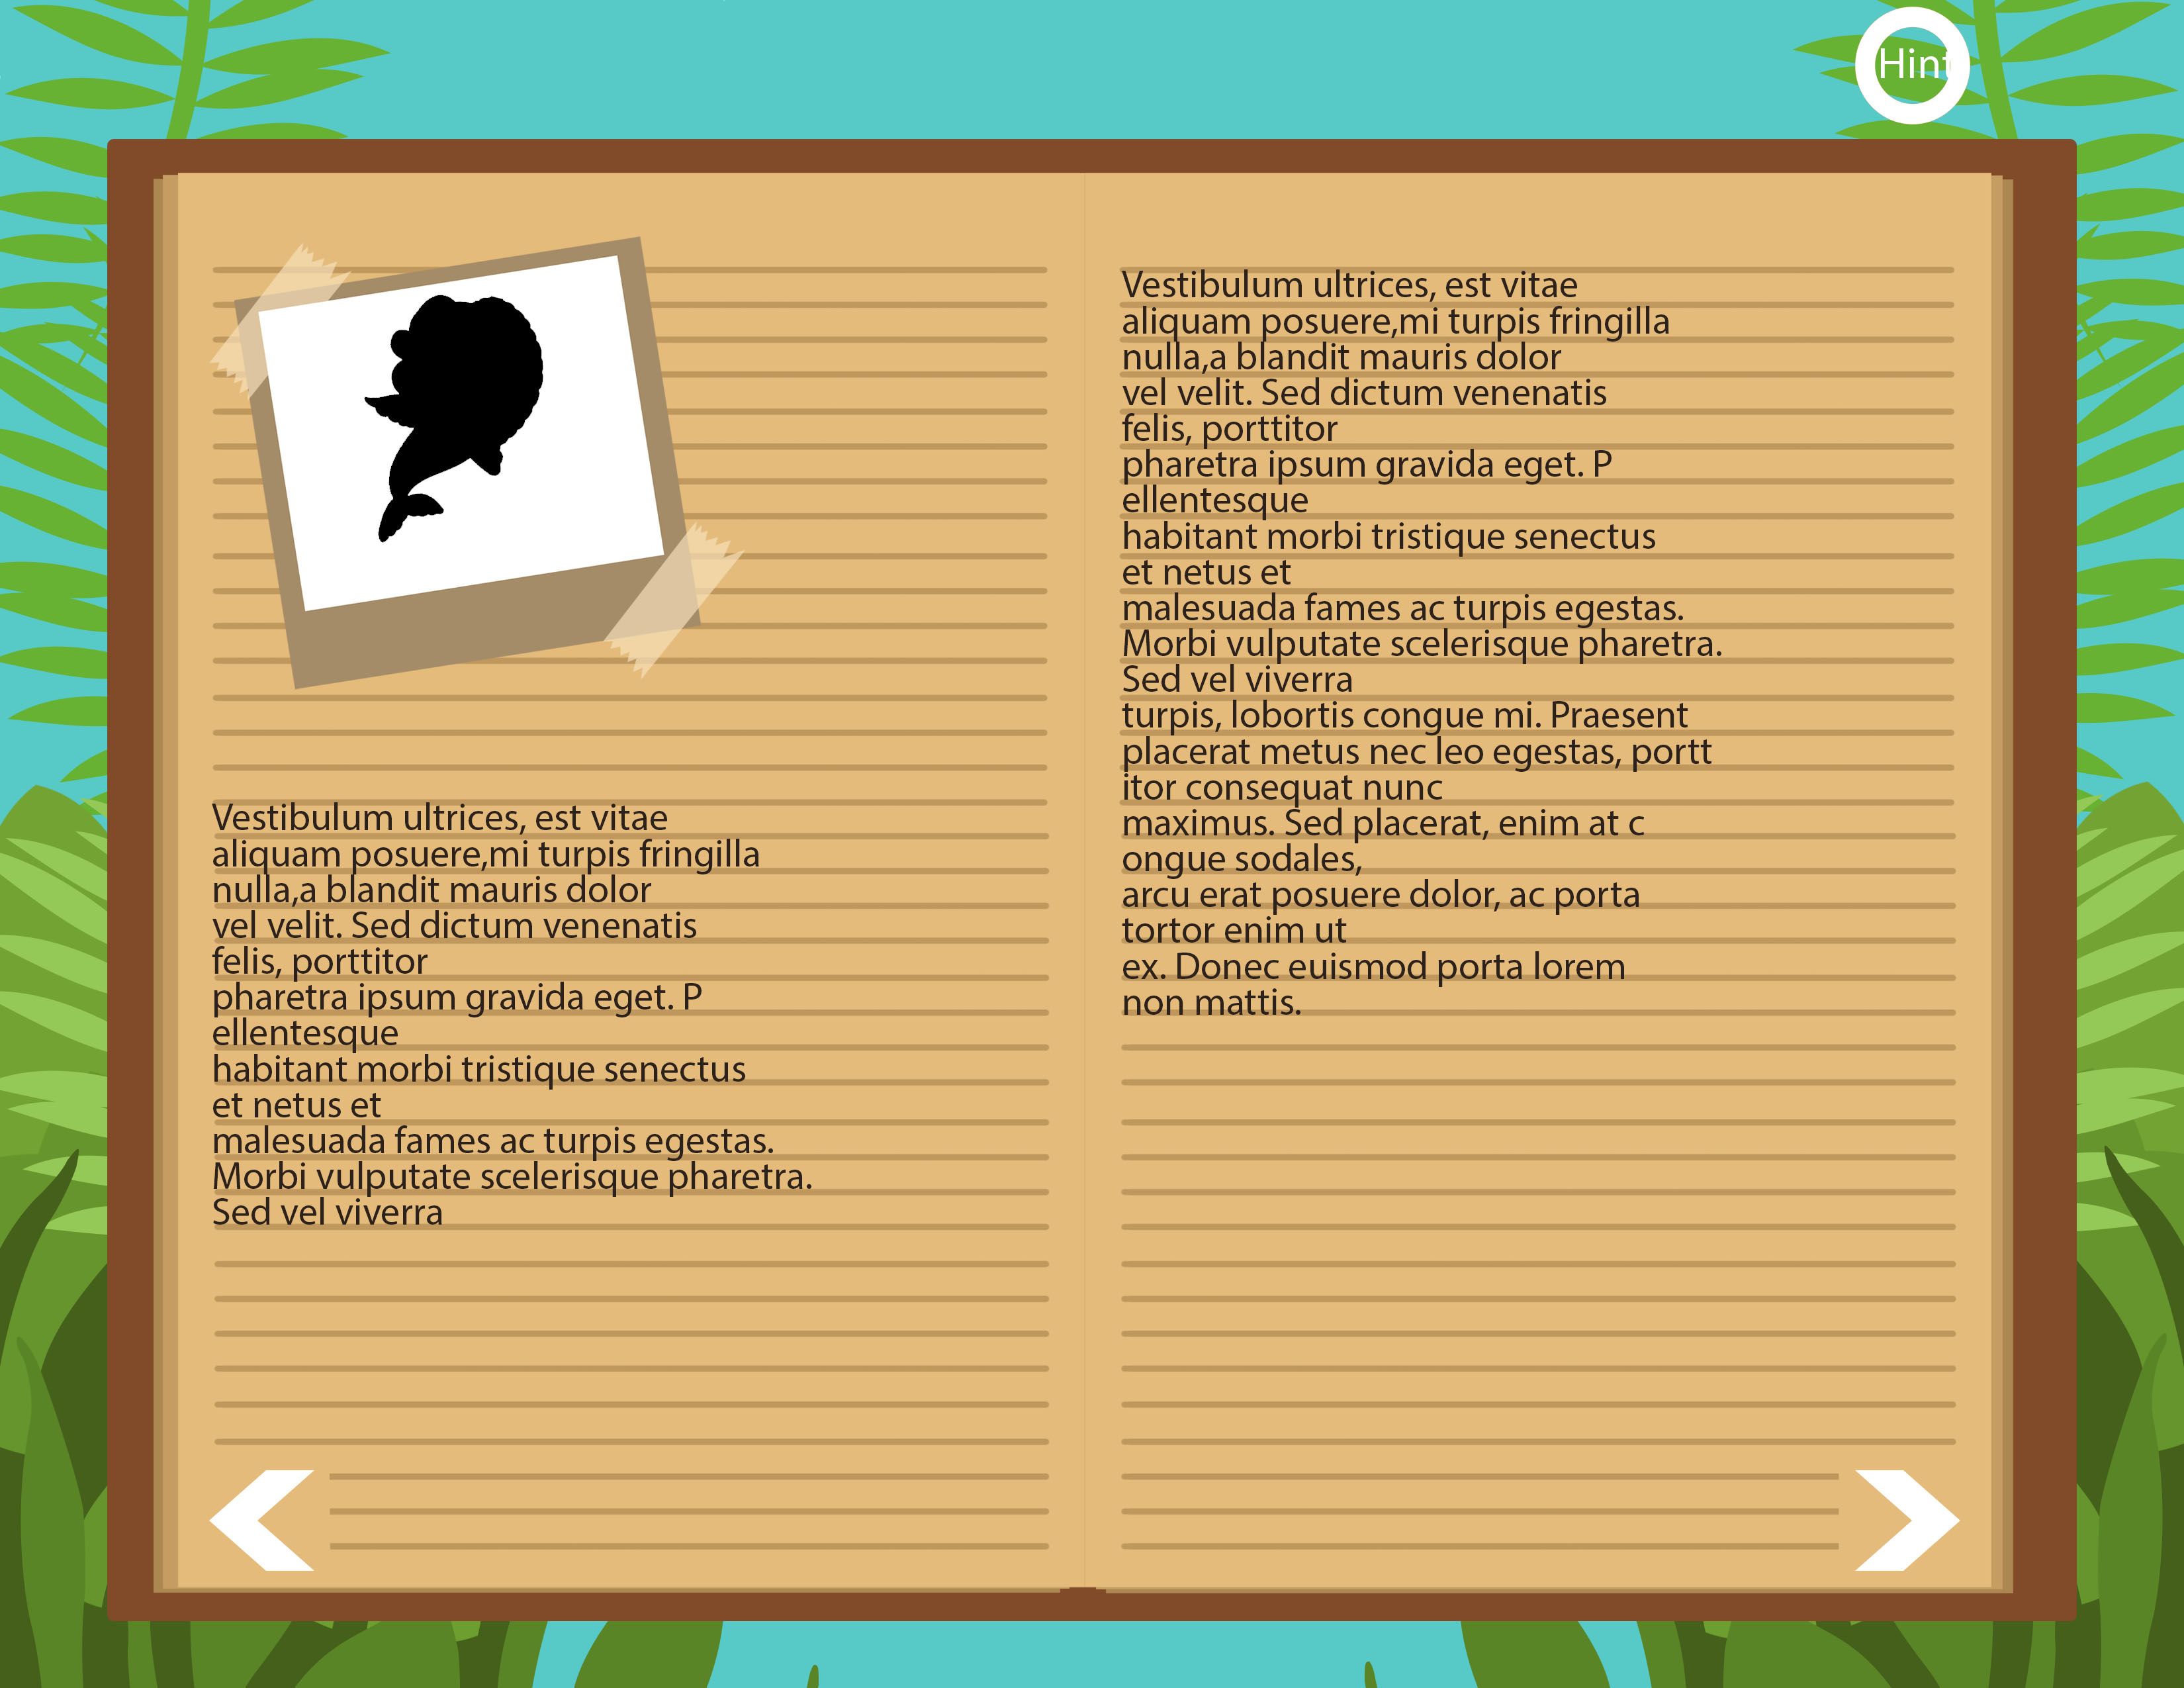 Hint
Vestibulum ultrices, est vitae
aliquam posuere,mi turpis fringilla
nulla,a blandit mauris dolor
vel velit. Sed dictum venenatis
felis, porttitor
pharetra ipsum gravida eget. P
ellentesque
habitant morbi tristique senectus
et netus et
malesuada fames ac turpis egestas.
Morbi vulputate scelerisque pharetra.
Sed vel viverra
Vestibulum ultrices, est vitae
aliquam posuere,mi turpis fringilla
nulla,a blandit mauris dolor
vel velit. Sed dictum venenatis
felis, porttitor
pharetra ipsum gravida eget. P
ellentesque
habitant morbi tristique senectus
et netus et
malesuada fames ac turpis egestas.
Morbi vulputate scelerisque pharetra.
Sed vel viverra
turpis, lobortis congue mi. Praesent
placerat metus nec leo egestas, portt
itor consequat nunc
maximus. Sed placerat, enim at c
ongue sodales,
arcu erat posuere dolor, ac porta
tortor enim ut
ex. Donec euismod porta lorem
non mattis.